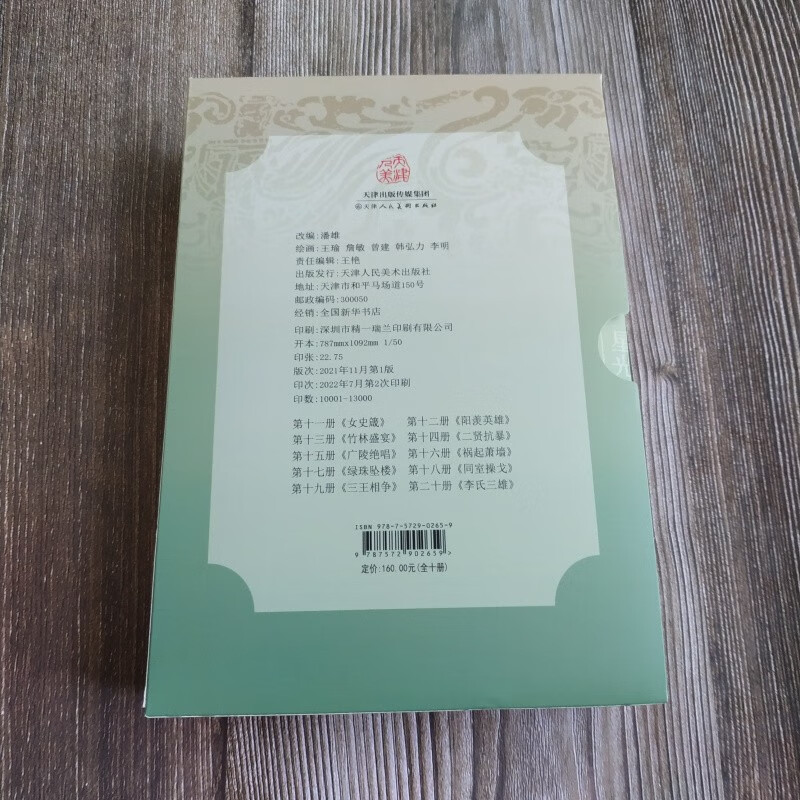 天津人美
天津出版传媒集团
天津人民美术出版社
改编:潘雄
绘画:王瑜 詹敏 曾建 韩弘力 李明
责任编辑:王艳
出版发行:天津人民美术出版社
地址:天津市和平马场道150号
邮政编码:300050
经销:全国新华书店
印刷:深圳市精一瑞兰印刷有限公司
开本:787mmx1092mm 1/50
印张:22.75
版次:2021年11月第1版
印次:2022年7月第2次印刷
印数:10001-13000
第十一册《女史箴》 第十二册《阳羡英雄》
第十三册《竹林盛宴》 第十四册《二贤抗暴》
第十五册《广陵绝唱》 第十六册《祸起萧墙》
第十七册《绿珠坠楼》 第十八册《同室操戈》
第十九册《三王相争》 第二十册《李氏三雄》
ISBN 978-7-5729-0265-9
9 787572 902659>
定价:160.00元(全十册)
星光